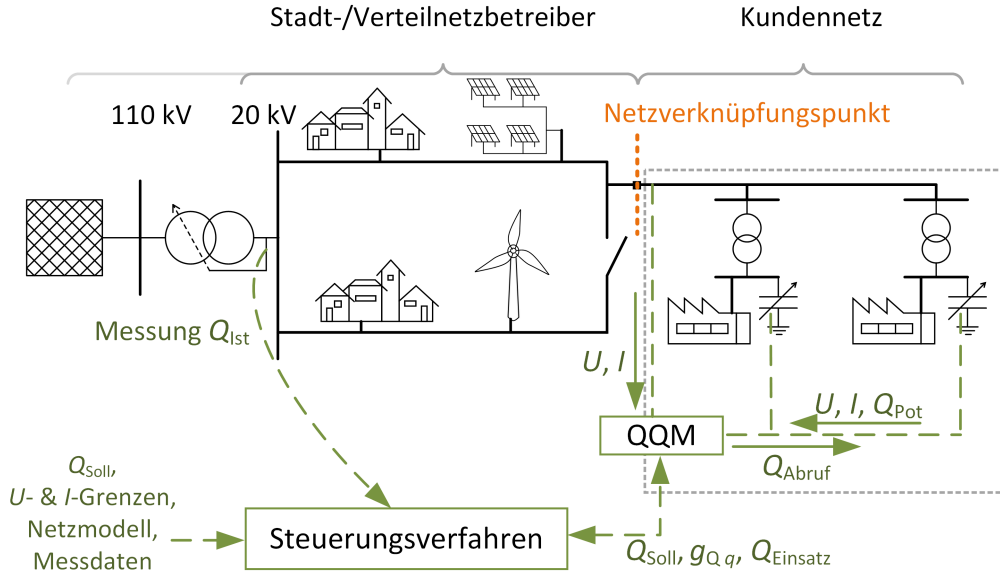 Stadt-/Verteilnetzbetreiber
Kundennetz
110 kV
20 kV
Netzverknüpfungspunkt
Messung QIst
U, I
U, I, QPot
QQM
QAbruf
QSoll,
U- & I-Grenzen,
Netzmodell,
Messdaten
Steuerungsverfahren
QSoll, gQ q, QEinsatz